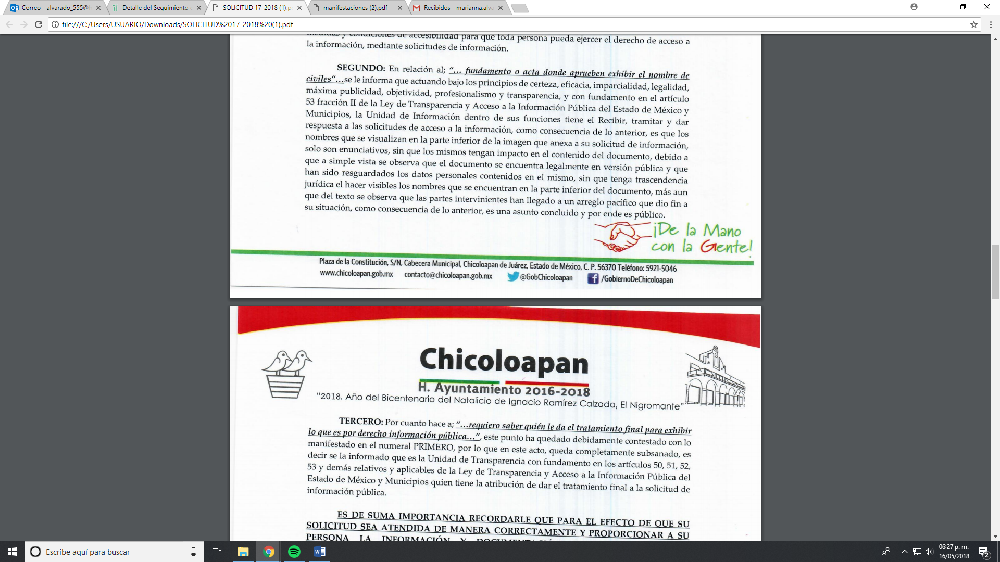 Correo - alvarado_555@h
Detalle del Seguimiento d
SOLICITUD 17-2018 (1).p
manifestaciones (2).pdf
Recibidos - marianna.alva
file:///C:/Users/USUARIO/Downloads/SOLICITUD%2017-2018%20(1).pdf
medidas y condiciones de accesibilidad para que toda persona pueda ejercer el derecho de acceso a
la información, mediante solicitudes de información.
SEGUNDO: En relación al; “… fundamento o acta donde aprueben exhibir el nombre de
civiles”…se le informa que actuando bajo los principios de certeza, eficacia, imparcialidad, legalidad,
máxima publicidad, objetividad, profesionalismo y transparencia, y con fundamento en el artículo
53 fracción II de la Ley de Transparencia y Acceso a la Información Pública del Estado de México y
Municipios, la Unidad de Información dentro de sus funciones tiene el Recibir, tramitar y dar
respuesta a las solicitudes de acceso a la información, como consecuencia de lo anterior, es que los
nombres que se visualizan en la parte inferior de la imagen que anexa a su solicitud de información,
solo son enunciativos, sin que los mismos tengan impacto en el contenido del documento, debido a
que a simple vista se observa que el documento se encuentra legalmente en versión pública y que
han sido resguardados los datos personales contenidos en el mismo, sin que tenga trascendencia
jurídica el hacer visibles los nombres que se encuentran en la parte inferior del documento, más aun
que del texto se observa que las partes intervinientes han llegado a un arreglo pacífico que dio fin a
su situación, como consecuencia de lo anterior, es una asunto concluido y por ende es público.
¡De la Mano
con la Gente!
Plaza de la Constitución, S/N, Cabecera Municipal, Chicoloapan de Juárez, Estado de México, C. P. 56370 Teléfono: 5921-5046
www.chicoloapan.gob.mx contacto@chicoloapan.gob.mx @GobChicoloapan /GobiernoDeChicoloapan
Chicoloapan
H. Ayuntamiento 2016-2018
“2018. Año del Bicentenario del Natalicio de Ignacio Ramírez Calzada, El Nigromante”
TERCERO: Por cuanto hace a; “…requiero saber quién le da el tratamiento final para exhibir
lo que es por derecho información pública…”, este punto ha quedado debidamente contestado con lo
manifestado en el numeral PRIMERO, por lo que en este acto, queda completamente subsanado, es
decir se la informado que es la Unidad de Transparencia con fundamento en los artículos 50, 51, 52,
53 y demás relativos y aplicables de la Ley de Transparencia y Acceso a la Información Pública del
Estado de México y Municipios quien tiene la atribución de dar el tratamiento final a la solicitud de
información pública.
ES DE SUMA IMPORTANCIA RECORDARLE QUE PARA EL EFECTO DE QUE SU
SOLICITUD SEA ATENDIDA DE MANERA CORRECTAMENTE Y PROPORCIONAR A SU
PERSONA LA INFORMACIÓN Y DOCUMENTACIÓN
Escribe aquí para buscar
06:27 p. m.
16/05/2018
2